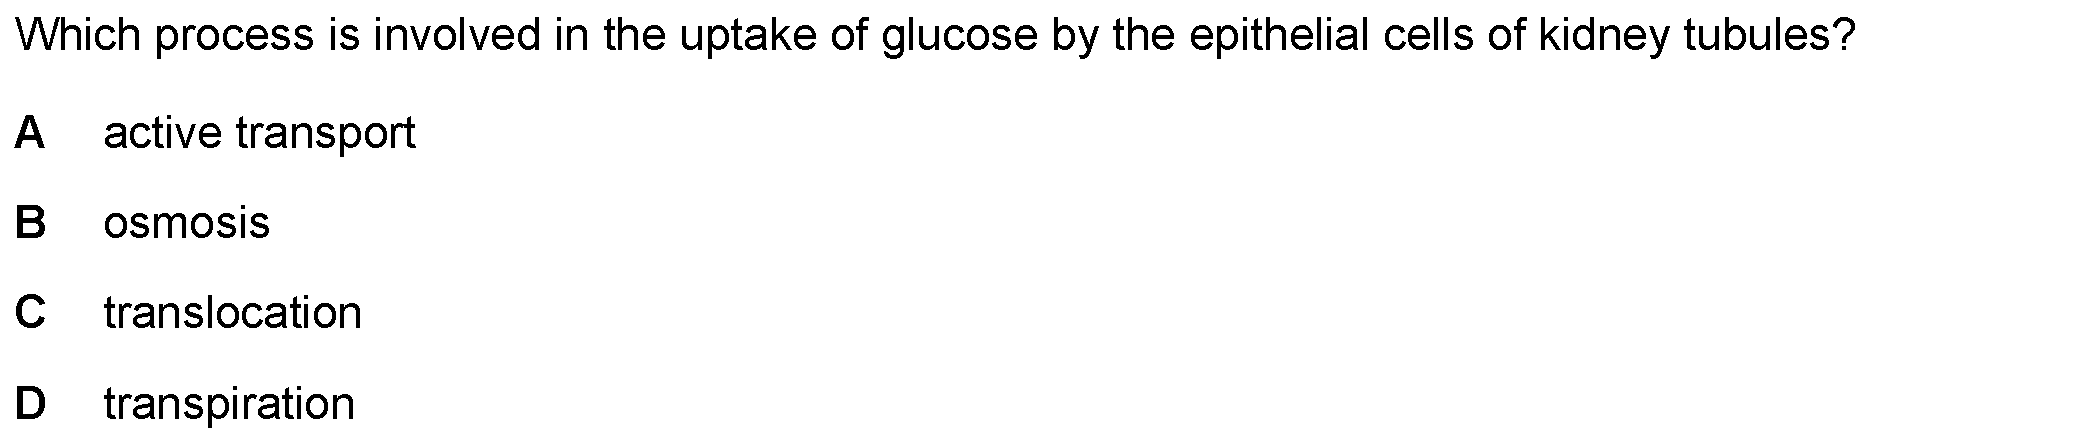 Which process is involved in the uptake of glucose by the epithelial cells of kidney tubules?
A active transport
B osmosis
C translocation
D transpiration